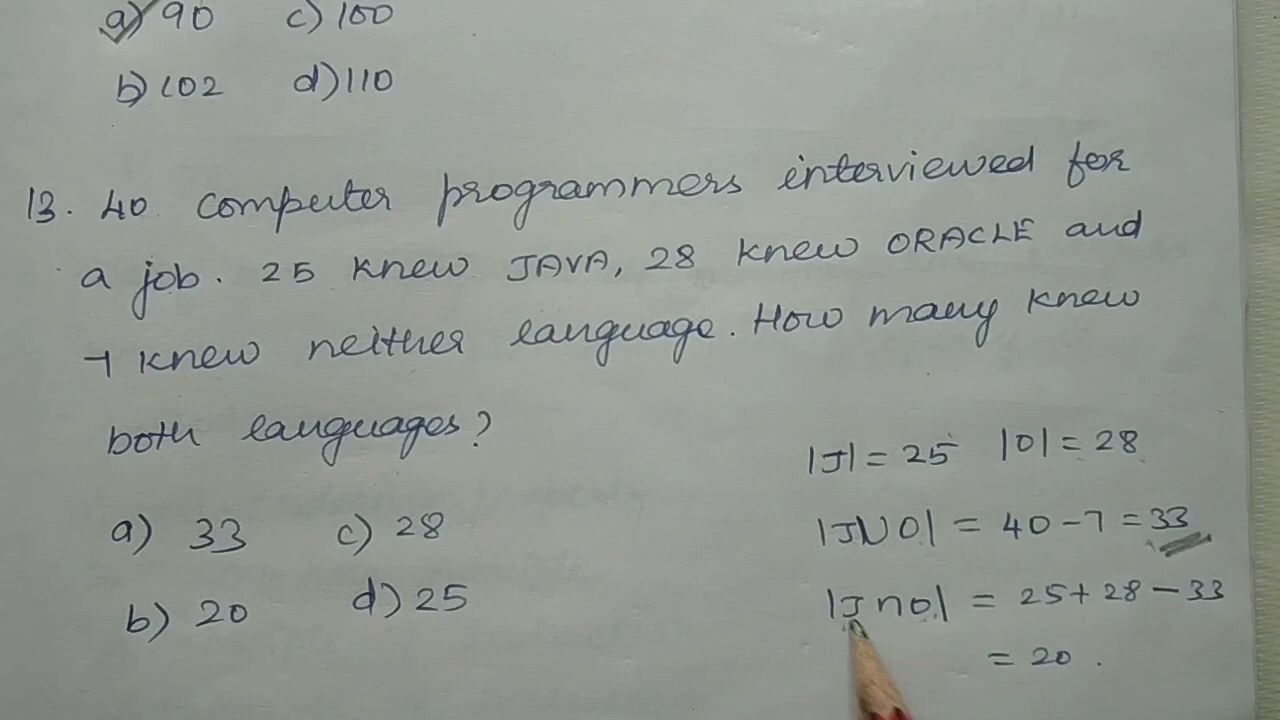 a) 90 c) 100
b) 102 d) 110
13. 40 computer programmers interviewed for
a job. 25 knew JAVA, 28 knew ORACLE and
7 knew neither language. How many knew
both languages?
a) 33 c) 28
b) 20 d) 25
|J| = 25 |O| = 28
|J∪O| = 40 - 7 = 33
|J∩O| = 25 + 28 - 33
= 20.